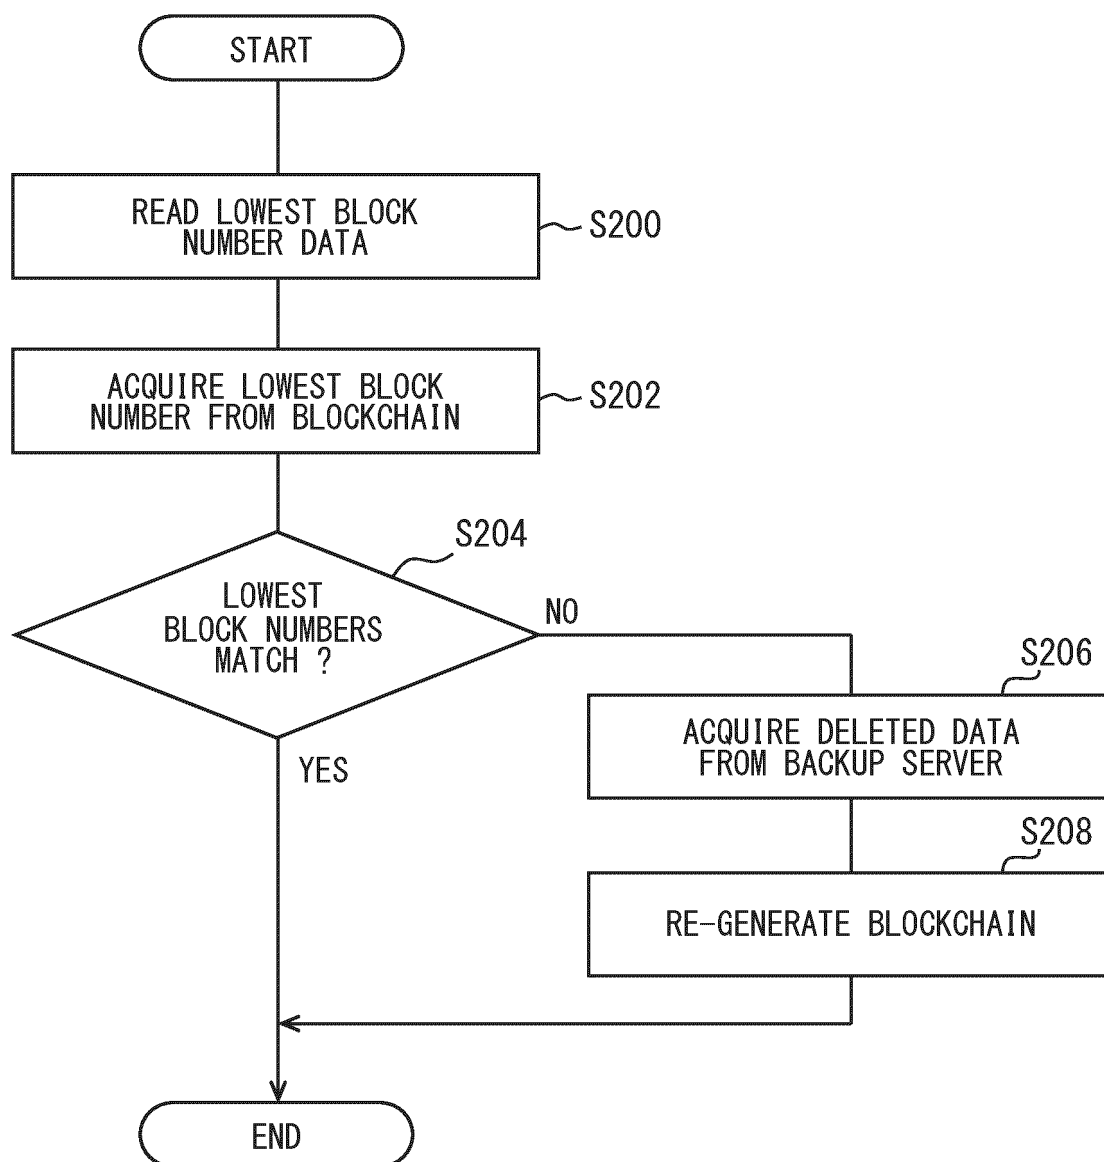 START
READ LOWEST BLOCK
NUMBER DATA
S200
ACQUIRE LOWEST BLOCK
NUMBER FROM BLOCKCHAIN
S202
S204
LOWEST
BLOCK NUMBERS
MATCH ?
NO
YES
S206
ACQUIRE DELETED DATA
FROM BACKUP SERVER
S208
RE-GENERATE BLOCKCHAIN
END